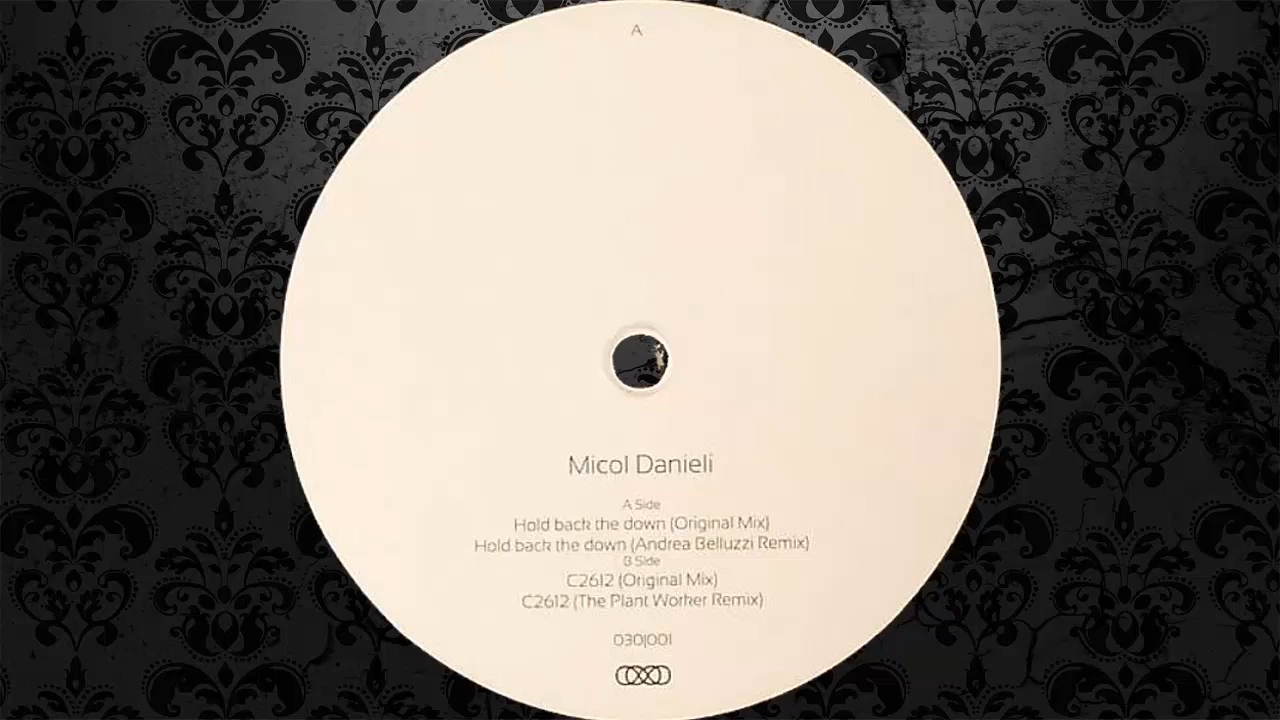 A
Micol Danieli
A Side
Hold back the down (Original Mix)
Hold back the down (Andrea Belluzzi Remix)
B Side
C2612 (Original Mix)
C2612 (The Plant Worker Remix)
030|001